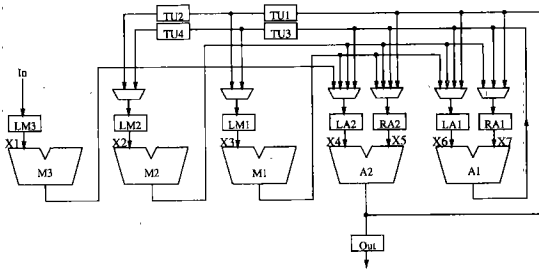 TU2 TU1
TU4 TU3
In
LM3 LM2 LM1 LA2 RA2 LA1 RA1
X1 X2 X3 X4 X5 X6 X7
M3 M2 M1 A2 A1
Out